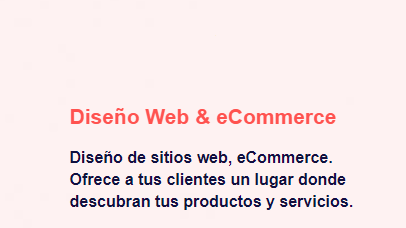 Diseño Web & eCommerce
Diseño de sitios web, eCommerce.
Ofrece a tus clientes un lugar donde
descubran tus productos y servicios.